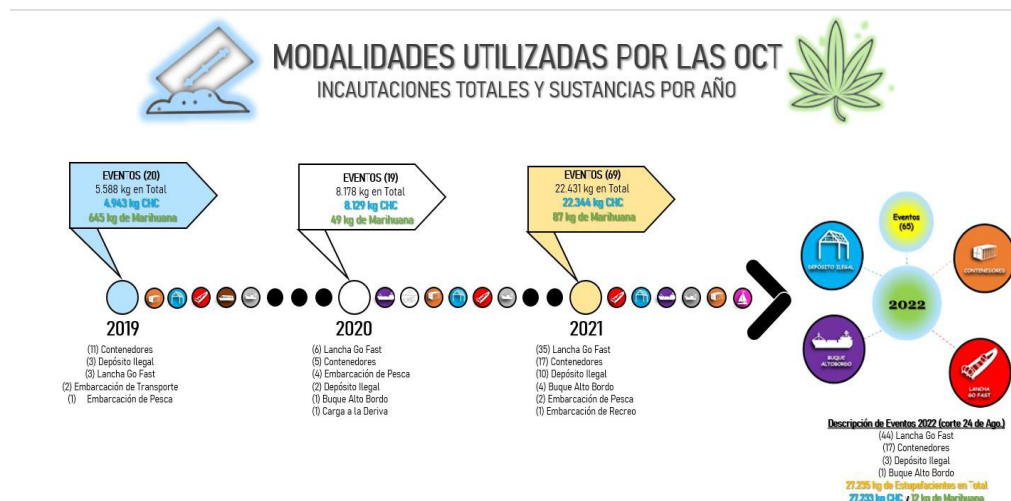 MODALIDADES UTILIZADAS POR LAS OCT
INCAUTACIONES TOTALES Y SUSTANCIAS POR AÑO
EVENTOS (20)
5.588 kg en Total
4.943 kg CHC
645 kg de Marihuana
EVENTOS (19)
8.178 kg en Total
8.129 kg CHC
49 kg de Marihuana
EVENTOS (69)
22.431 kg en Total
22.344 kg CHC
87 kg de Marihuana
2019
(11) Contenedores
(3) Depósito Ilegal
(3) Lancha Go Fast
(2) Embarcación de Transporte
(1) Embarcación de Pesca
2020
(6) Lancha Go Fast
(5) Contenedores
(4) Embarcación de Pesca
(2) Depósito Ilegal
(1) Buque Alto Bordo
(1) Carga a la Deriva
2021
(35) Lancha Go Fast
(17) Contenedores
(10) Depósito Ilegal
(4) Buque Alto Bordo
(2) Embarcación de Pesca
(1) Embarcación de Recreo
Eventos
(65)
DEPÓSITO ILEGAL
CONTENEDORES
2022
BUQUE
ALTOBORDO
LANCHA
GO FAST
Descripción de Eventos 2022 (corte 24 de Ago.)
(44) Lancha Go Fast
(17) Contenedores
(3) Depósito Ilegal
(1) Buque Alto Bordo
27.235 kg de Estupefacientes en Total
27.233 kg CHC y 12 kg de Marihuana